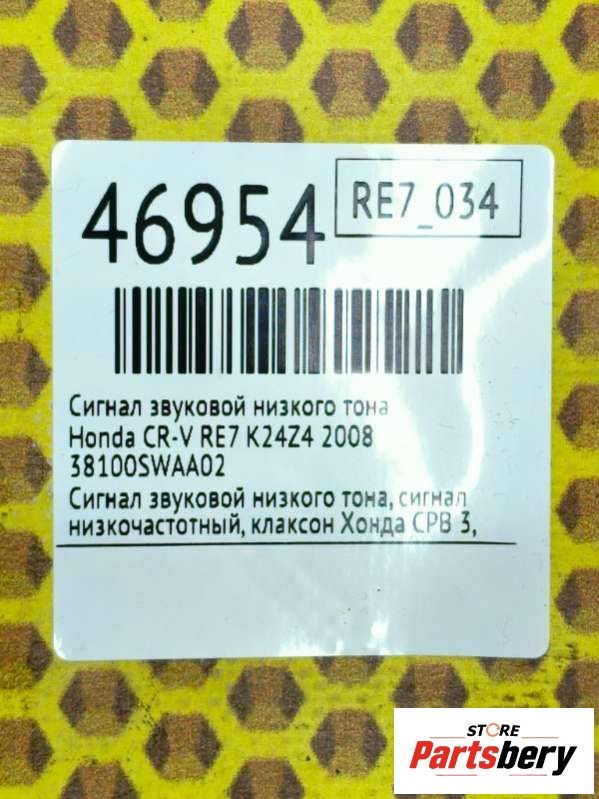 46954
RE7_034
Сигнал звуковой низкого тона
Honda CR-V RE7 K24Z4 2008
38100SWAA02
Сигнал звуковой низкого тона, сигнал
низкочастотный, клаксон Хонда СРВ 3,
STORE
Partsbery